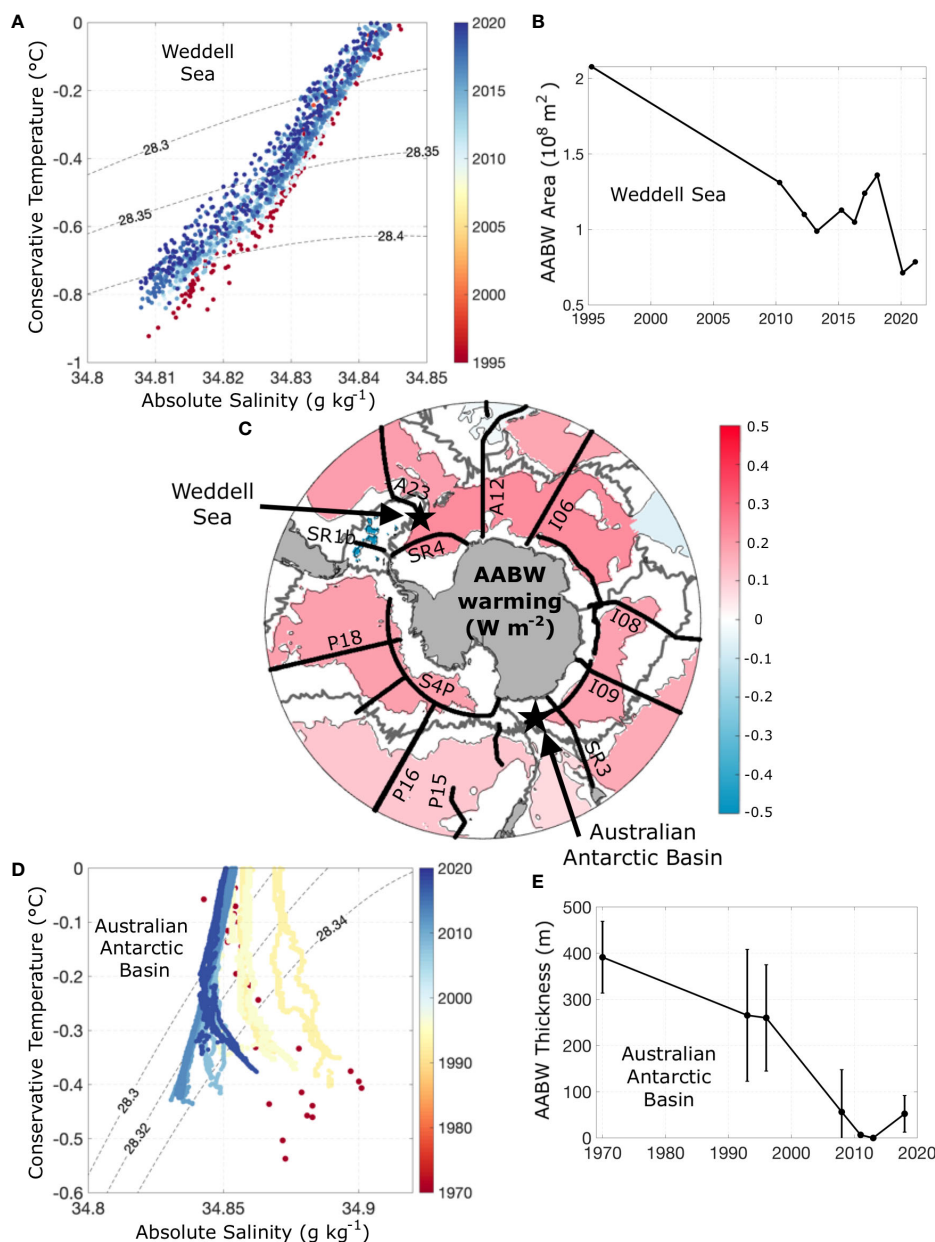 A
Weddell
Sea
Conservative Temperature (°C)
0
-0.2
-0.4
-0.6
-0.8
-1
28.3
28.35
28.35
28.4
34.8
34.81
34.82
34.83
34.84
34.85
Absolute Salinity (g kg⁻¹)
2020
2015
2010
2005
2000
1995
B
AABW Area (10⁸ m²)
2
1.5
1
0.5
Weddell Sea
1995
2000
2005
2010
2015
2020
C
Weddell
Sea
A23
A12
I06
SR1b
SR4
AABW
warming
(W m⁻²)
I08
P18
S4P
I09
SR3
P16
P15
Australian
Antarctic Basin
0.5
0.4
0.3
0.2
0.1
0
-0.1
-0.2
-0.3
-0.4
-0.5
D
Australian
Antarctic
Basin
Conservative Temperature (°C)
0
-0.1
-0.2
-0.3
-0.4
-0.5
-0.6
28.34
28.3
28.32
34.8
34.85
34.9
Absolute Salinity (g kg⁻¹)
2020
2010
2000
1990
1980
1970
E
AABW Thickness (m)
500
400
300
200
100
0
Australian
Antarctic
Basin
1970
1980
1990
2000
2010
2020